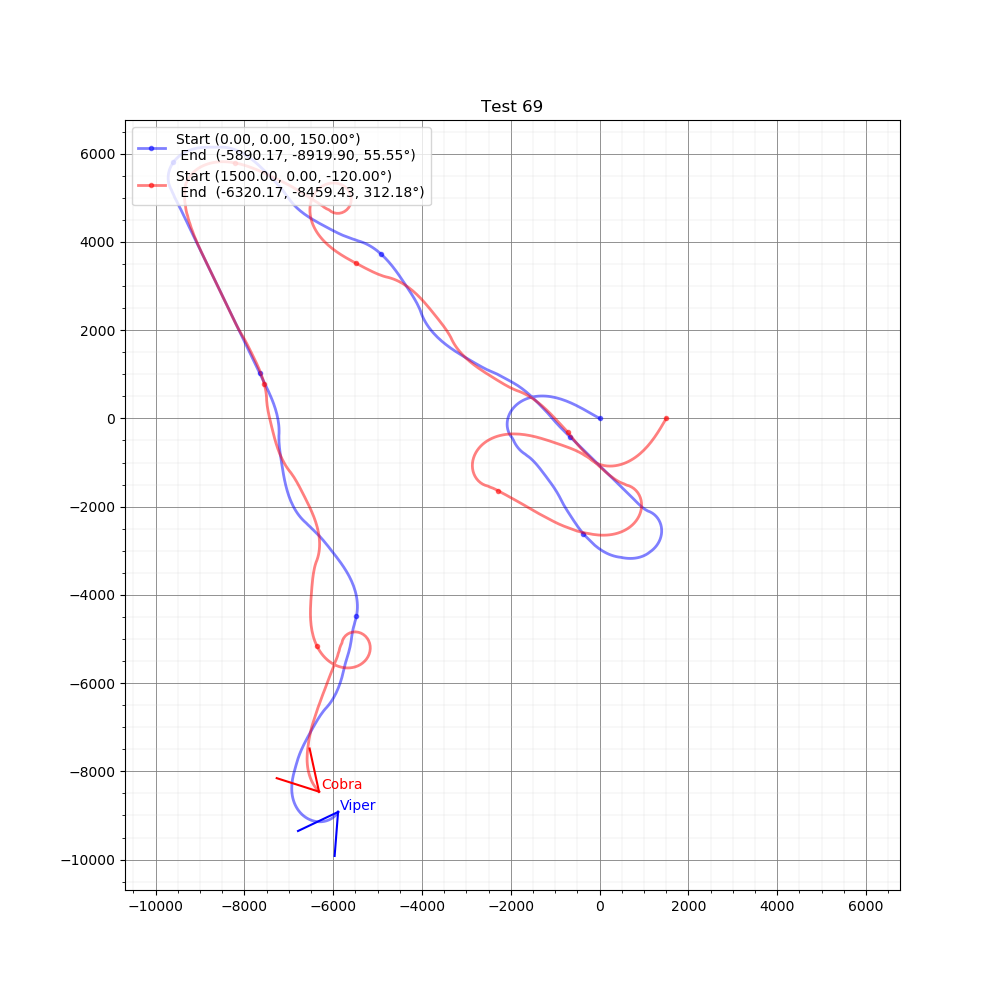 Test 69
Start (0.00, 0.00, 150.00°)
End (-5890.17, -8919.90, 55.55°)
Start (1500.00, 0.00, -120.00°)
End (-6320.17, -8459.43, 312.18°)
6000
4000
2000
0
−2000
−4000
−6000
−8000
−10000
Cobra
Viper
−10000 −8000 −6000 −4000 −2000 0 2000 4000 6000